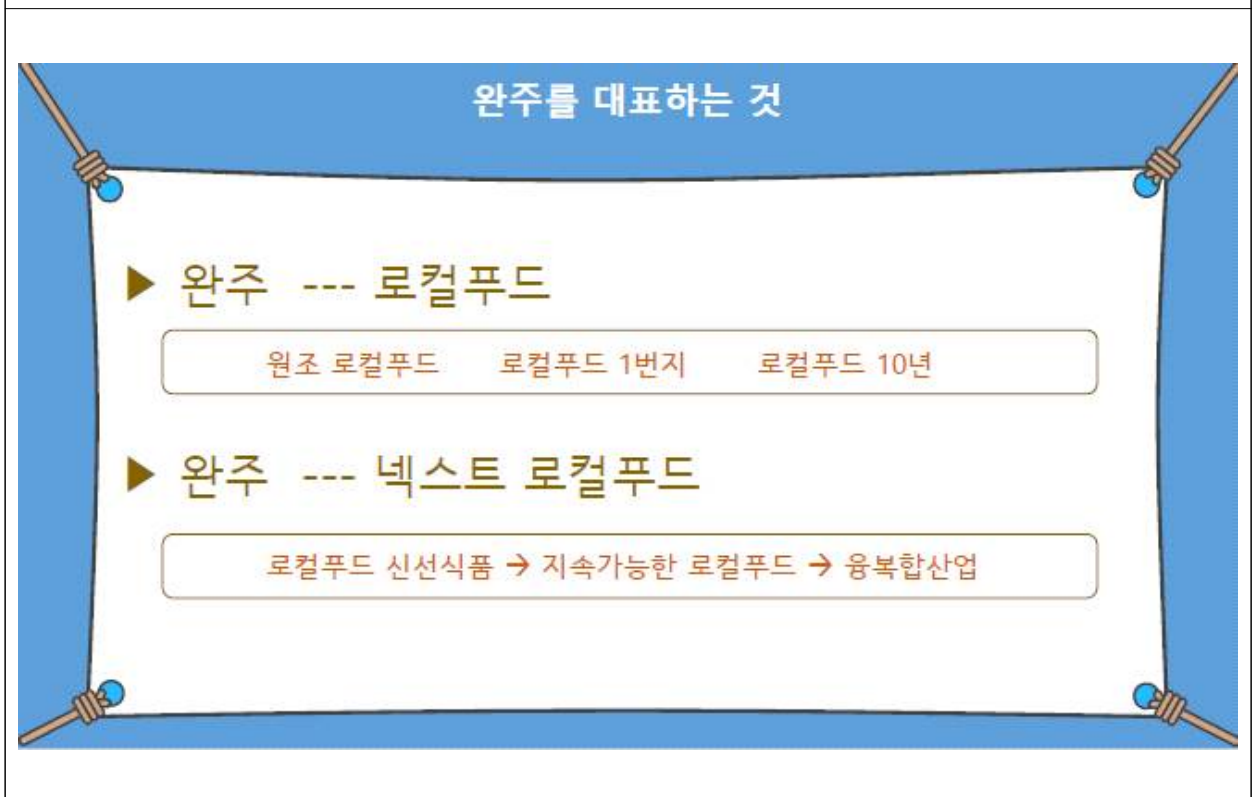 완주를 대표하는 것
▶ 완주 --- 로컬푸드
원조 로컬푸드 로컬푸드 1번지 로컬푸드 10년
▶ 완주 --- 넥스트 로컬푸드
로컬푸드 신선식품 → 지속가능한 로컬푸드 → 융복합산업